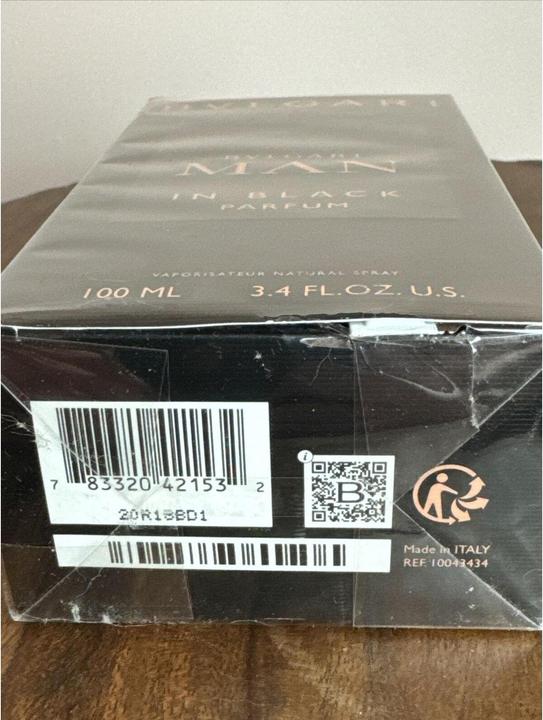 BVLGARI
BVLGARI
MAN
IN BLACK
PARFUM
VAPORISATEUR NATURAL SPRAY
100 ML 3.4 FL.OZ. U.S.
7 83320 42153 2
20R18BD1
i
B
Made in ITALY
REF. 10043434